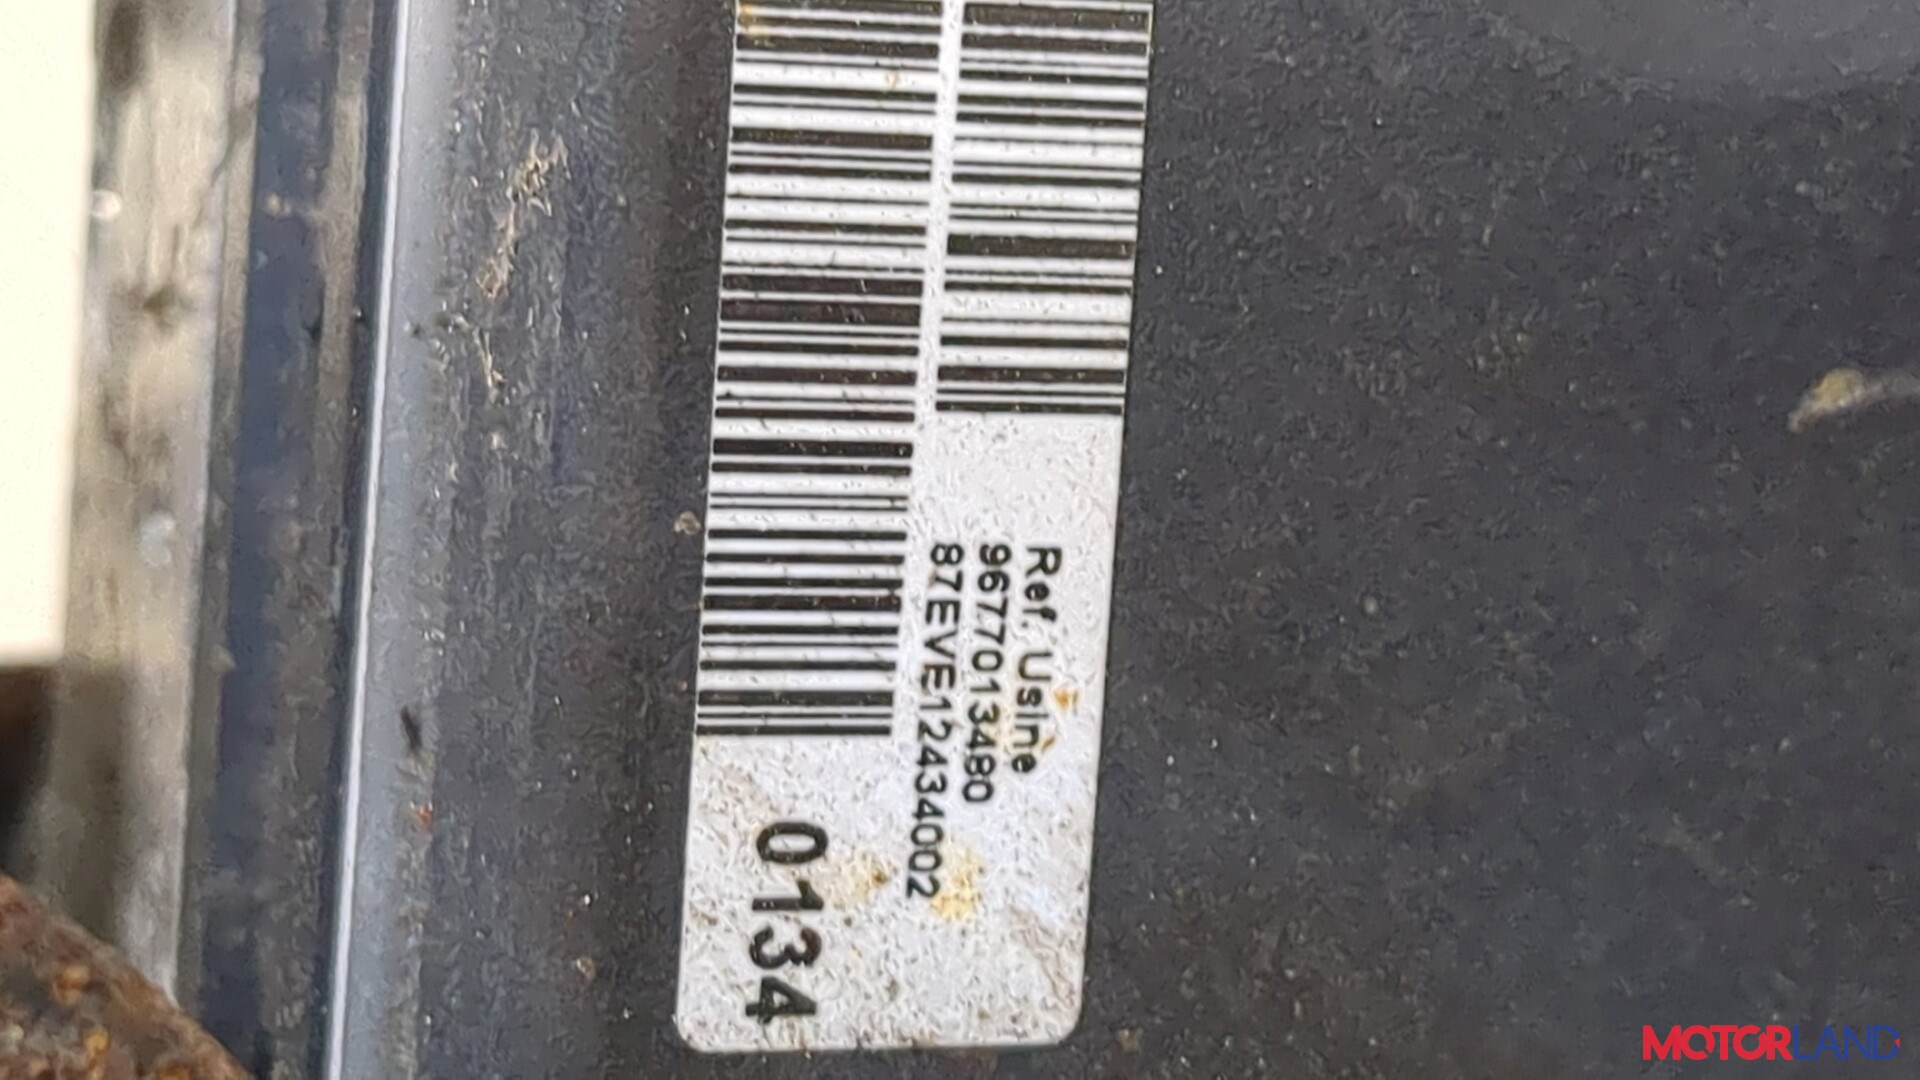 Ref. Usine
9677013480
87EVE12434002
0134
MOTORLAND